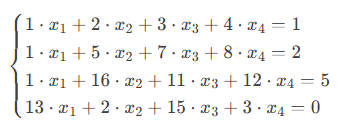 1 · x₁ + 2 · x₂ + 3 · x₃ + 4 · x₄ = 1
1 · x₁ + 5 · x₂ + 7 · x₃ + 8 · x₄ = 2
1 · x₁ + 16 · x₂ + 11 · x₃ + 12 · x₄ = 5
13 · x₁ + 2 · x₂ + 15 · x₃ + 3 · x₄ = 0